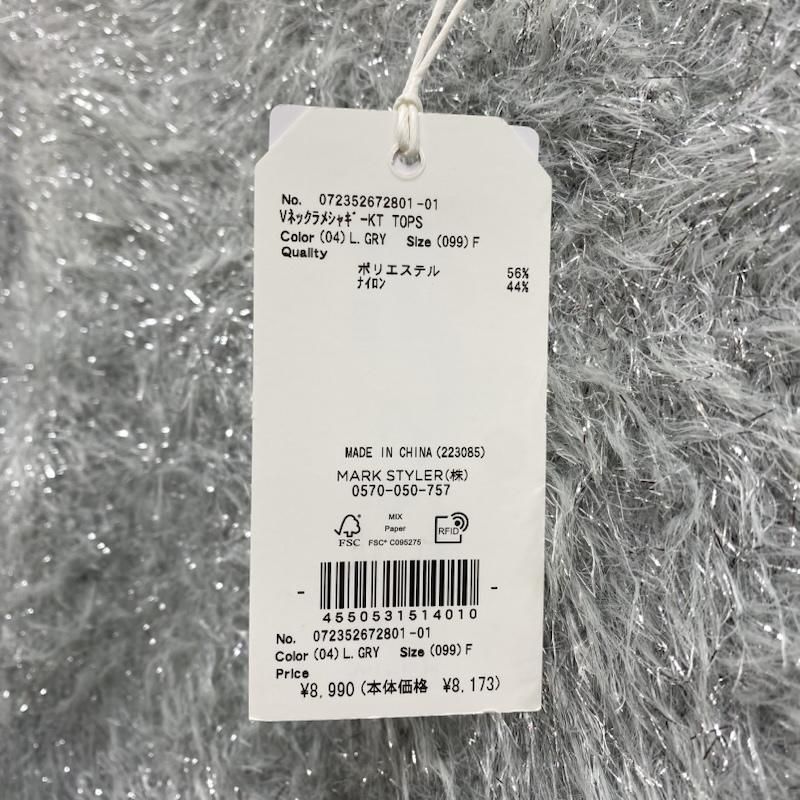 No. 072352672801-01
VﾈｯｸﾗﾒｼｬｷﾞｰKT TOPS
Color (04) L. GRY Size (099) F
Quality
ポリエステル 56%
ﾅｲﾛﾝ 44%
MADE IN CHINA (223085)
MARK STYLER(株)
0570-050-757
MIX
Paper
FSC FSC® C095275
RFID
4550531514010
No. 072352672801-01
Color (04) L. GRY Size (099) F
Price
¥8,990 (本体価格 ¥8,173)